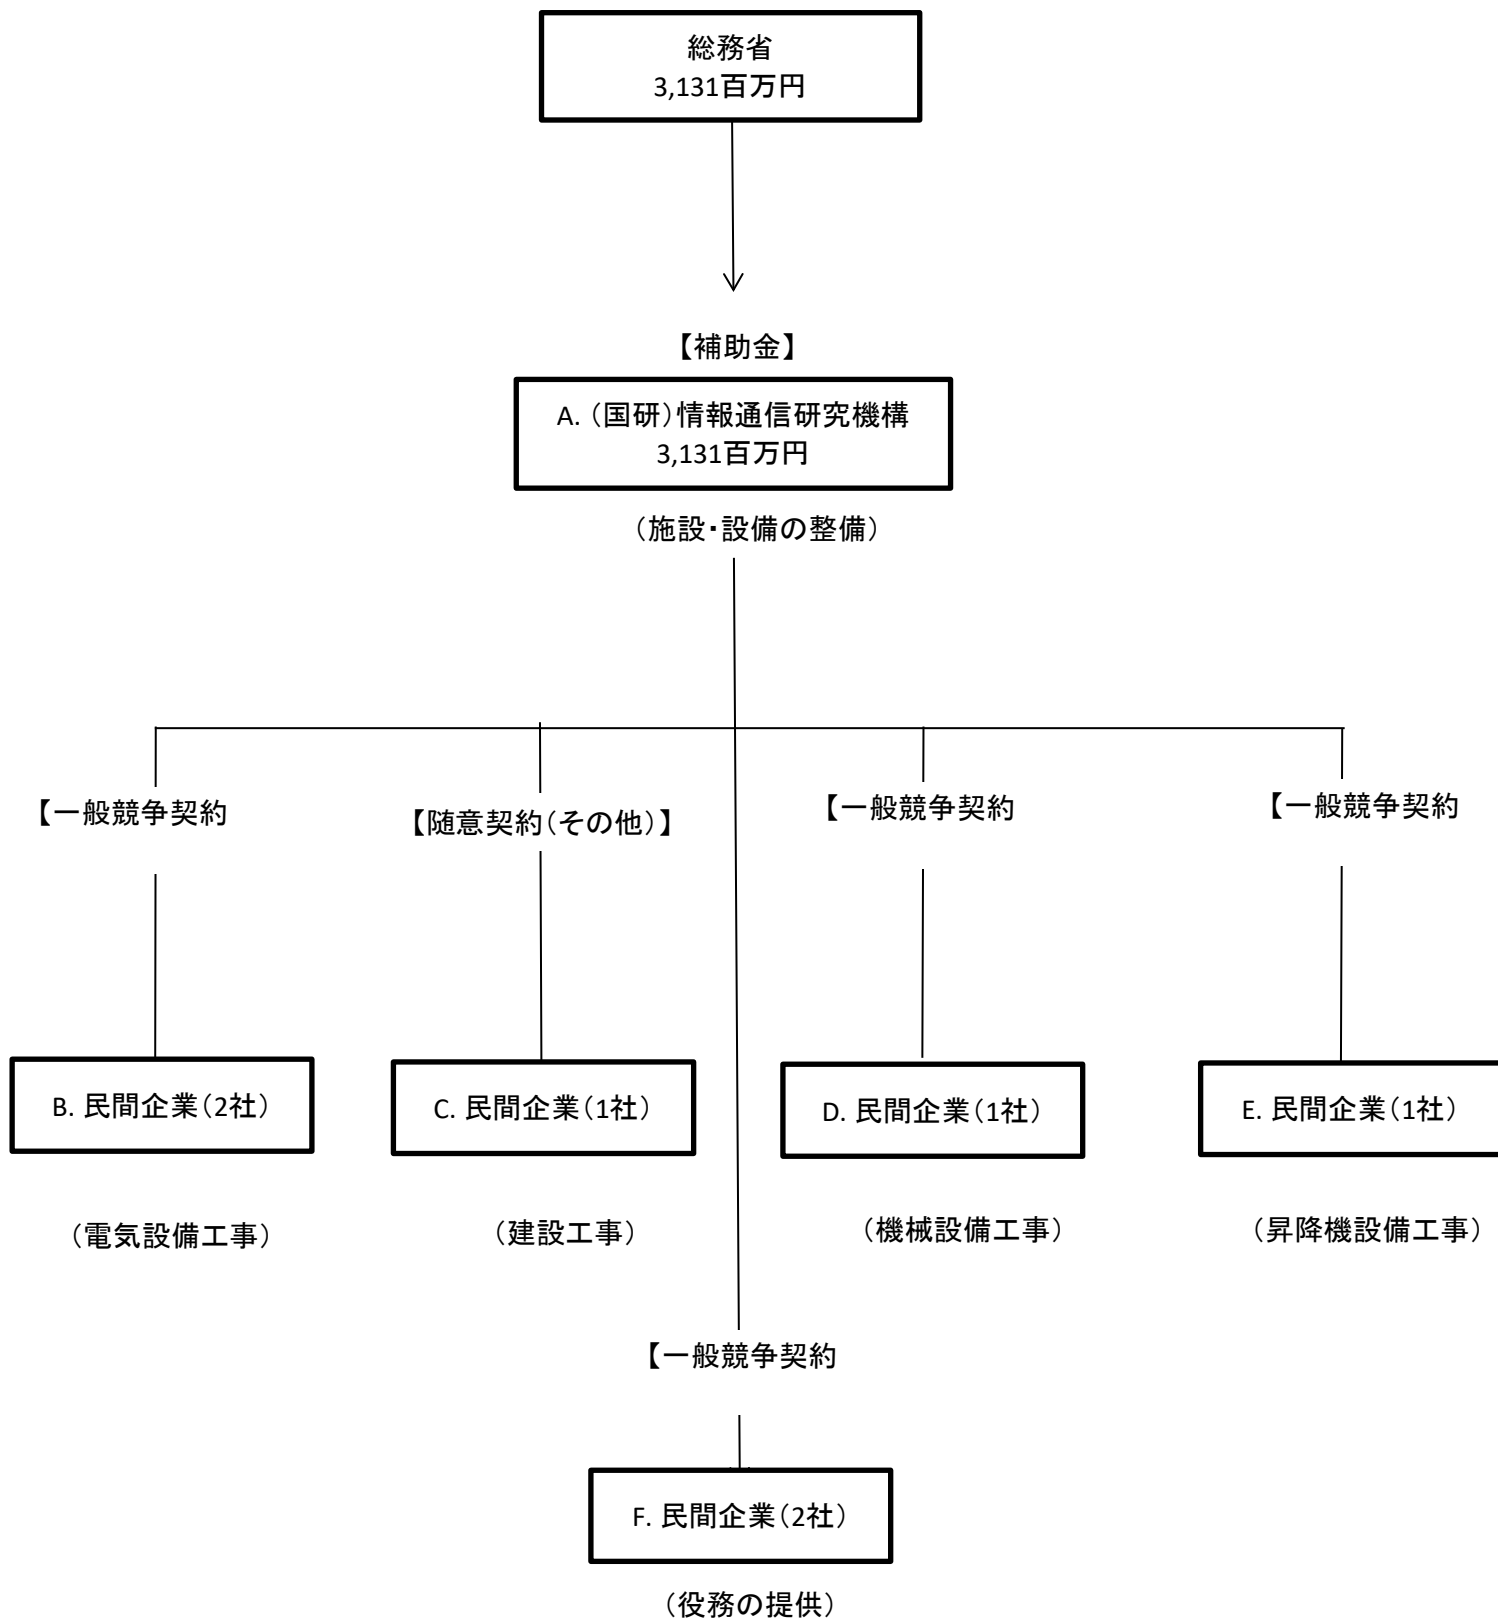 総務省
3,131百万円
【補助金】
A.（国研）情報通信研究機構
3,131百万円
（施設・設備の整備）
【一般競争契約
【随意契約（その他）】
【一般競争契約
【一般競争契約
B. 民間企業（2社）
C. 民間企業（1社）
D. 民間企業（1社）
E. 民間企業（1社）
（電気設備工事）
（建設工事）
（機械設備工事）
（昇降機設備工事）
【一般競争契約
F. 民間企業（2社）
（役務の提供）